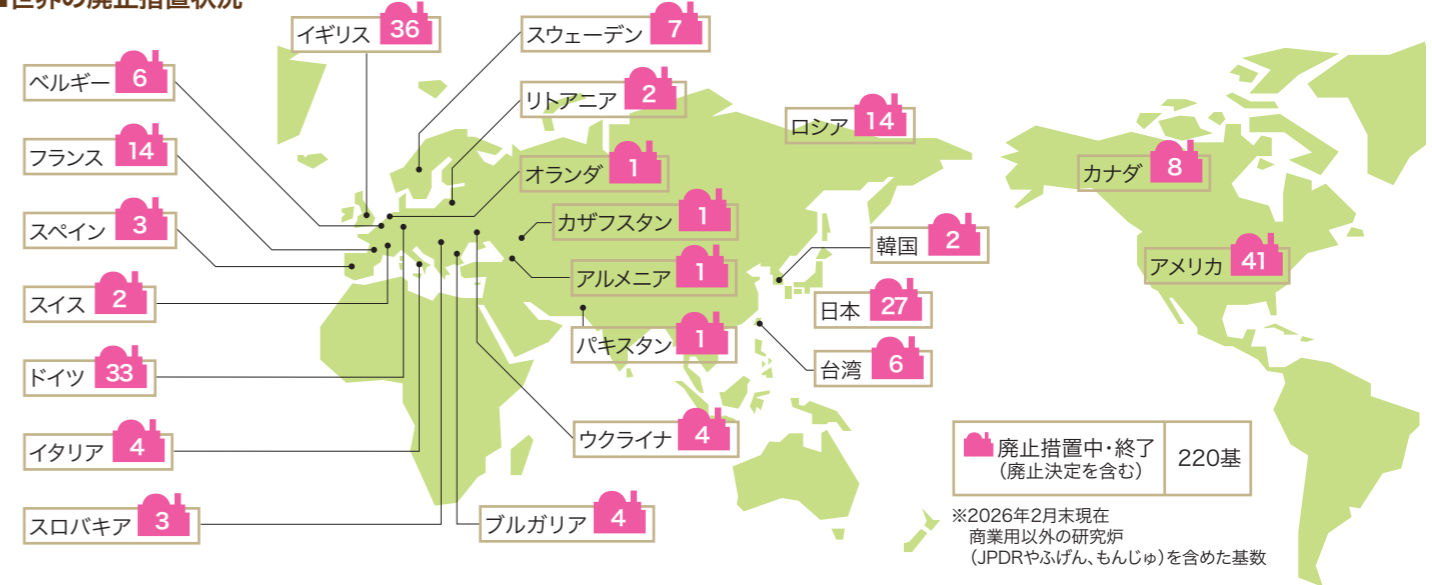 ■世界の廃止措置状況
イギリス 36
スウェーデン 7
ベルギー 6
リトアニア 2
ロシア 14
フランス 14
オランダ 1
カナダ 8
スペイン 3
カザフスタン 1
韓国 2
アメリカ 41
アルメニア 1
スイス 2
日本 27
パキスタン 1
台湾 6
ドイツ 33
イタリア 4
ウクライナ 4
スロバキア 3
ブルガリア 4
廃止措置中・終了
（廃止決定を含む）
220基
※2026年2月末現在
商業用以外の研究炉
（JPDRやふげん、もんじゅ）を含めた基数